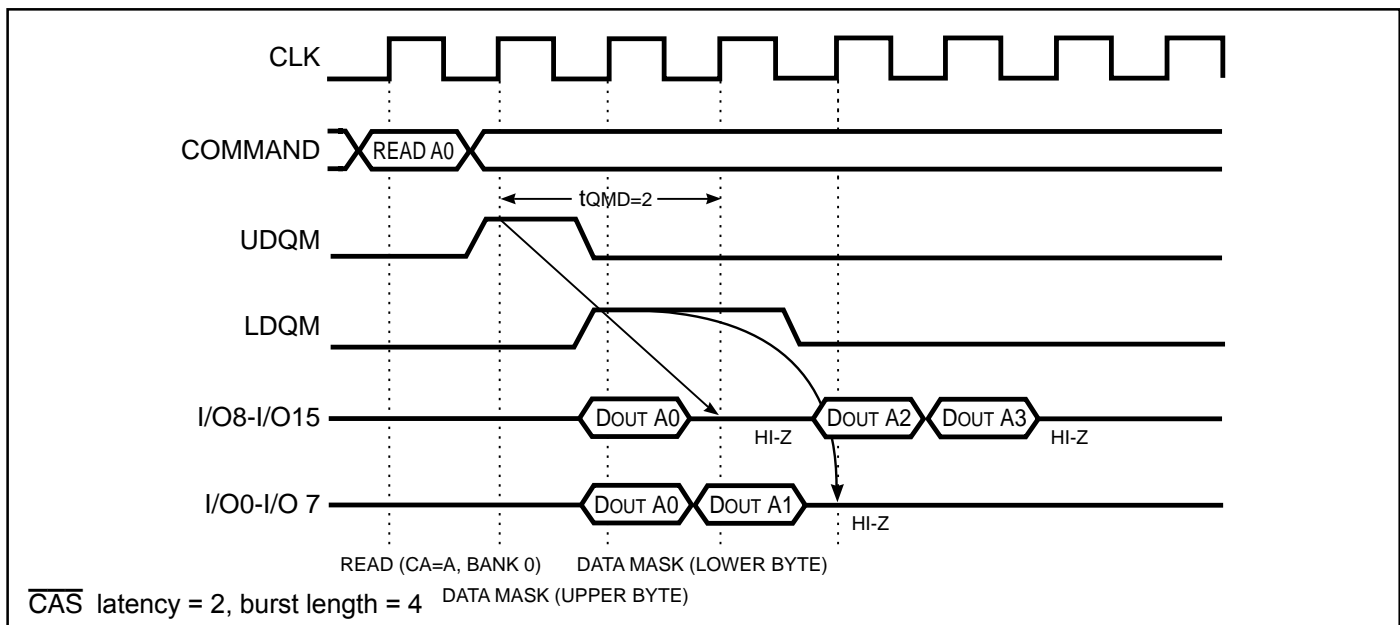 CLK
COMMAND
READ A0
tQMD=2
UDQM
LDQM
I/O8-I/O15
DOUT A0
HI-Z
DOUT A2
DOUT A3
HI-Z
I/O0-I/O 7
DOUT A0
DOUT A1
HI-Z
READ (CA=A, BANK 0)
DATA MASK (LOWER BYTE)
DATA MASK (UPPER BYTE)
CAS latency = 2, burst length = 4